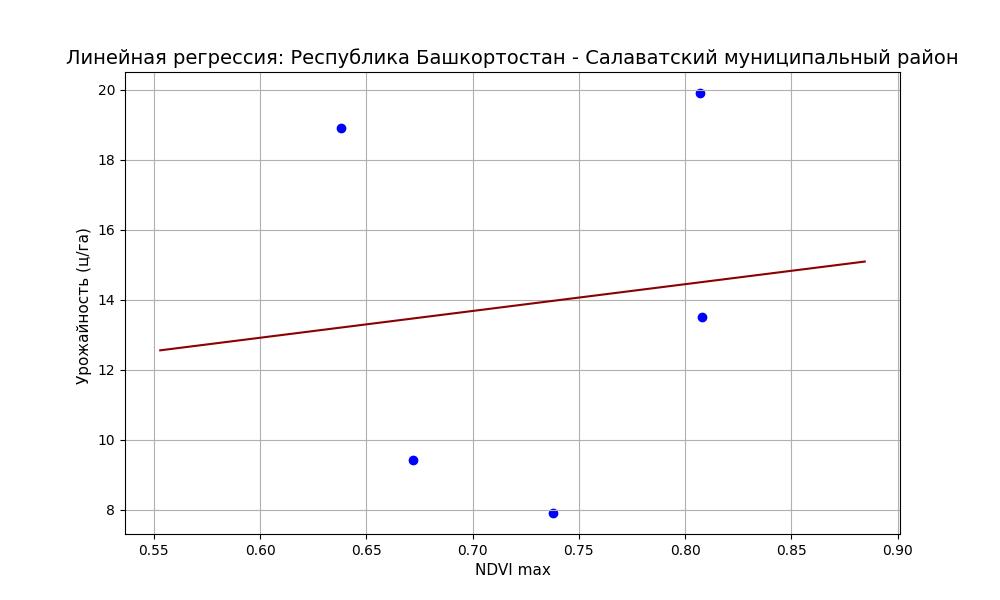 Линейная регрессия: Республика Башкортостан - Салаватский муниципальный район
Урожайность (ц/га)
20
18
16
14
12
10
8
0.55 0.60 0.65 0.70 0.75 0.80 0.85 0.90
NDVI max